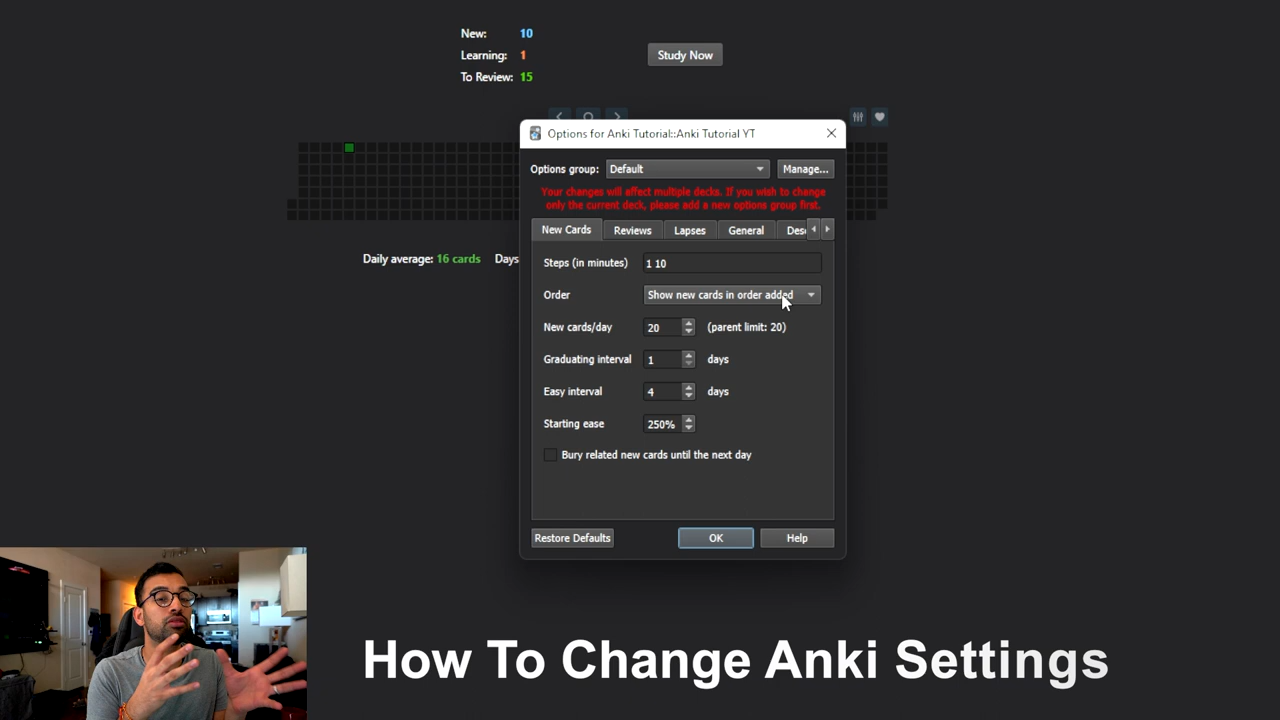 New: 10
Learning: 1
To Review: 15
Study Now
Options for Anki Tutorial::Anki Tutorial YT
Options group: Default Manage...
Your changes will affect multiple decks. If you wish to change
only the current deck, please add a new options group first.
New Cards Reviews Lapses General Desc
Steps (in minutes) 1 10
Order Show new cards in order added
New cards/day 20 (parent limit: 20)
Graduating interval 1 days
Easy interval 4 days
Starting ease 250%
Bury related new cards until the next day
Daily average: 16 cards Days
Restore Defaults OK Help
How To Change Anki Settings